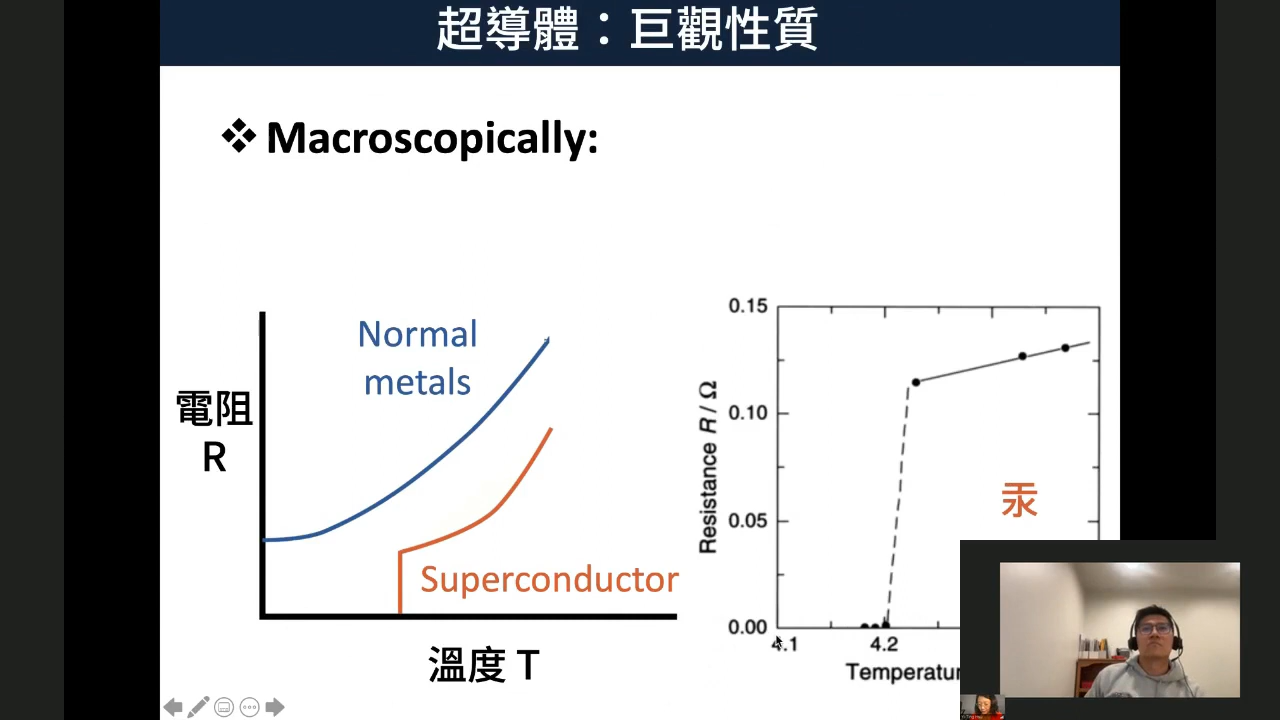 超導體：巨觀性質
❖ Macroscopically:
Normal
metals
電阻
R
Superconductor
溫度 T
0.15
0.10
0.05
0.00
Resistance R / Ω
汞
4.1
4.2